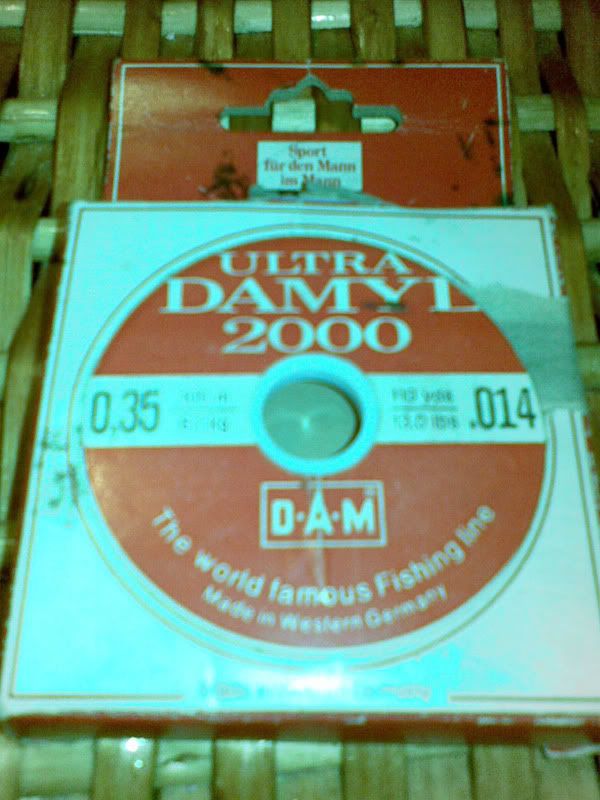 Sport
für den Mann
im Mann
ULTRA
DAMYL
2000
0,35
lbs .014
D·A·M
The world famous Fishing line
Made in Western Germany